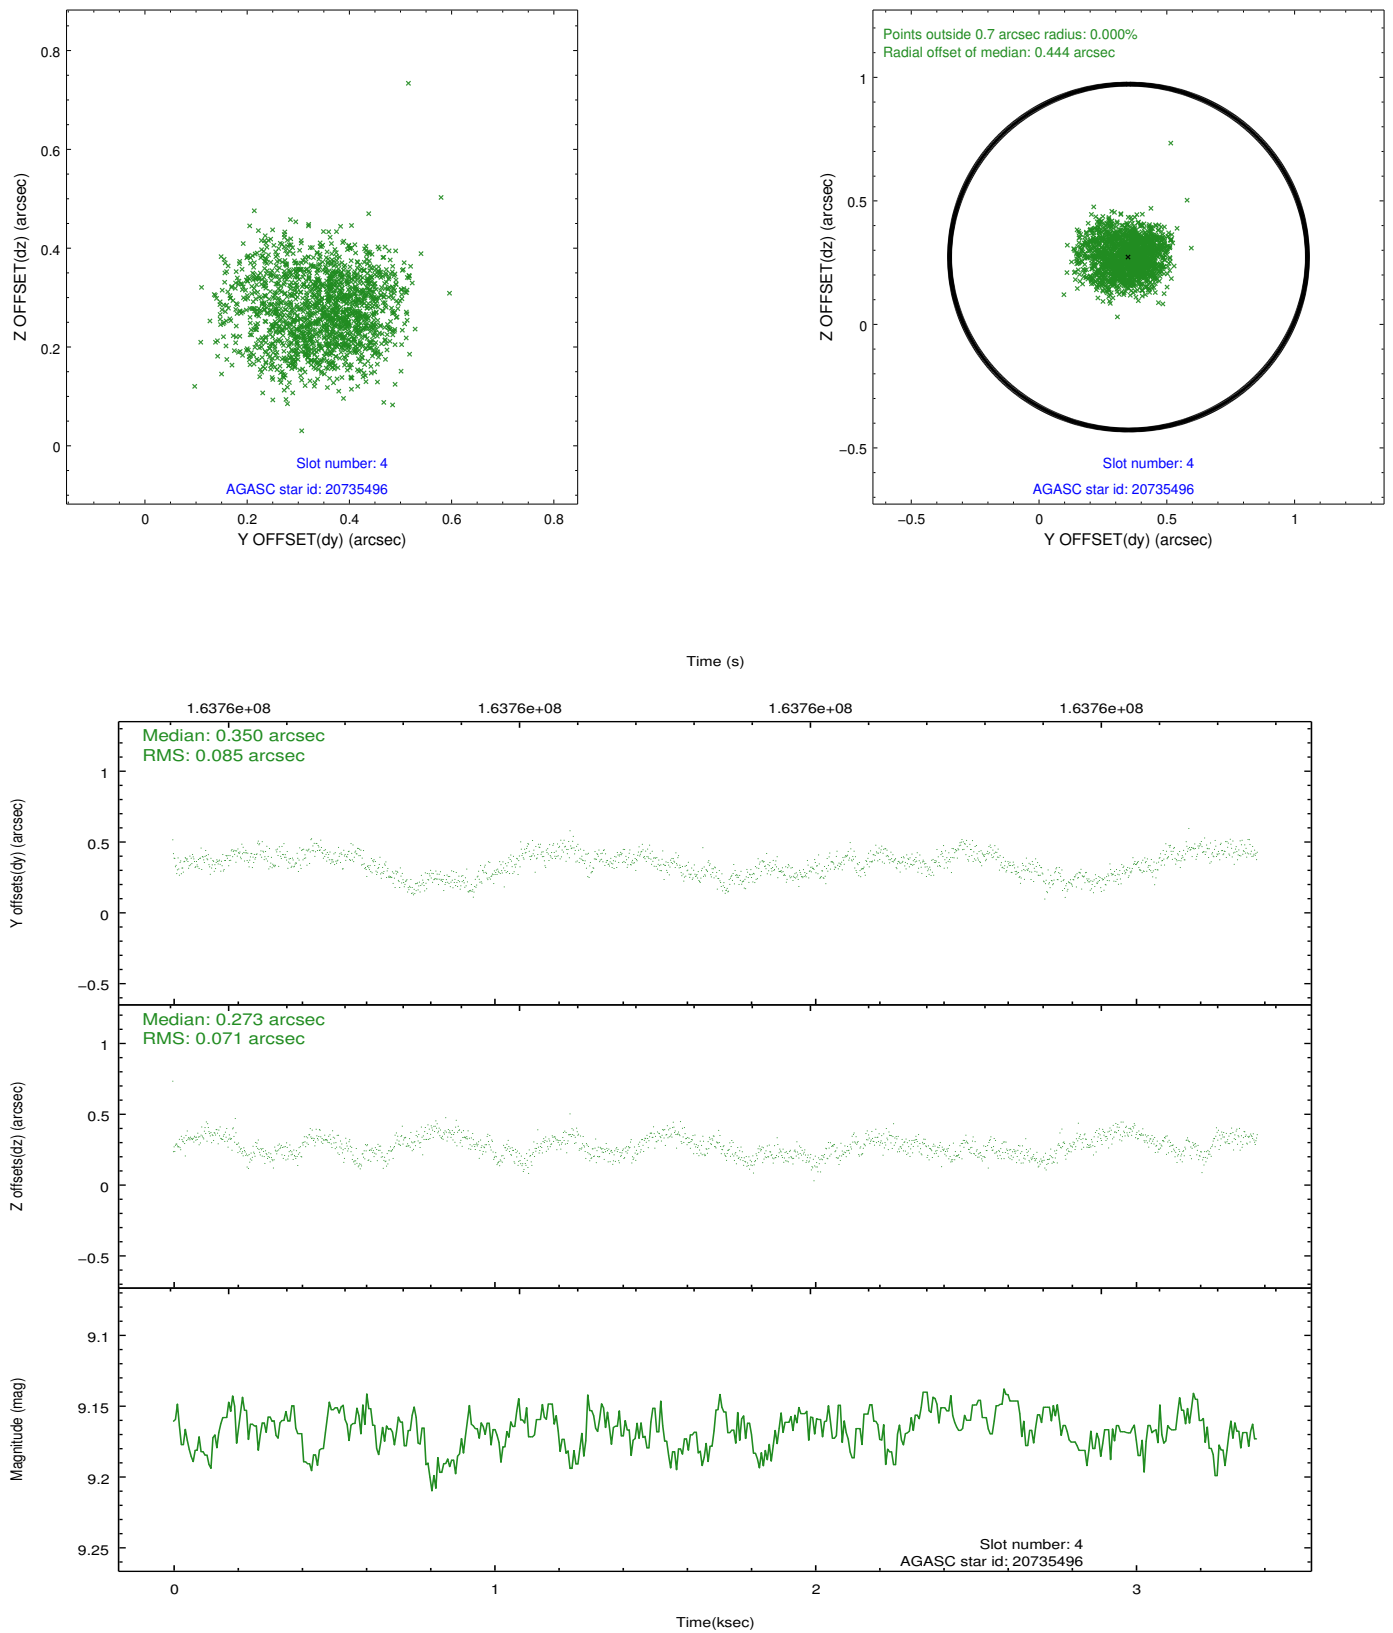 0.8
0.6
0.4
0.2
0
Z OFFSET(dz) (arcsec)
Slot number: 4
AGASC star id: 20735496
0 0.2 0.4 0.6 0.8
Y OFFSET(dy) (arcsec)
Points outside 0.7 arcsec radius: 0.000%
Radial offset of median: 0.444 arcsec
1
0.5
0
−0.5
Z OFFSET(dz) (arcsec)
Slot number: 4
AGASC star id: 20735496
−0.5 0 0.5 1
Y OFFSET(dy) (arcsec)
Time (s)
1.6376e+08 1.6376e+08 1.6376e+08 1.6376e+08
Median: 0.350 arcsec
RMS: 0.085 arcsec
1
0.5
0
−0.5
Y offsets(dy) (arcsec)
Median: 0.273 arcsec
RMS: 0.071 arcsec
1
0.5
0
−0.5
Z offsets(dz) (arcsec)
9.1
9.15
9.2
9.25
Magnitude (mag)
Slot number: 4
AGASC star id: 20735496
0 1 2 3
Time(ksec)